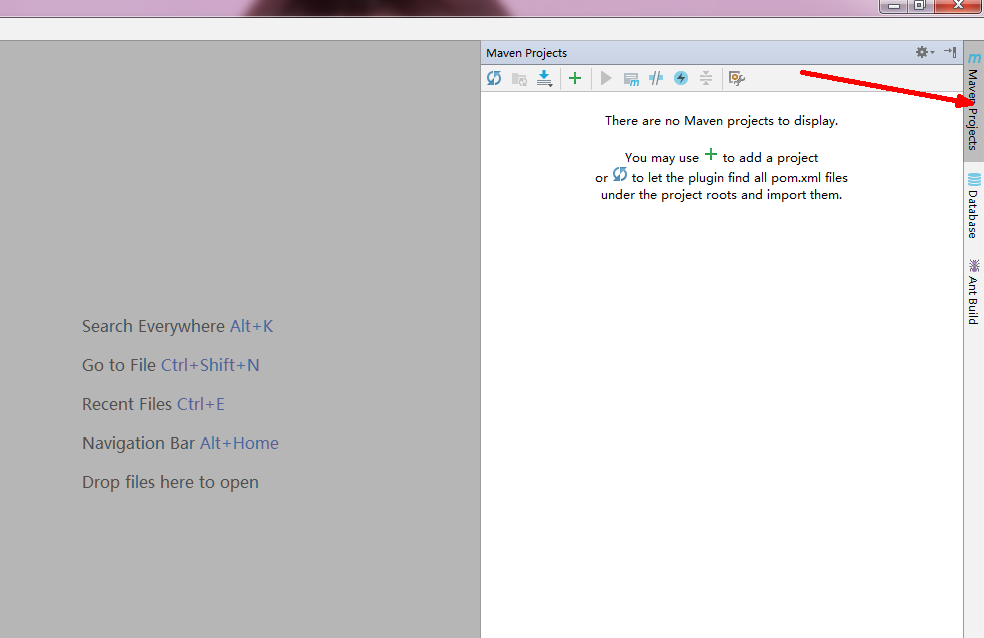 Maven Projects
There are no Maven projects to display.
You may use + to add a project
or to let the plugin find all pom.xml files
under the project roots and import them.
m Maven Projects
Database
Ant Build
Search Everywhere Alt+K
Go to File Ctrl+Shift+N
Recent Files Ctrl+E
Navigation Bar Alt+Home
Drop files here to open